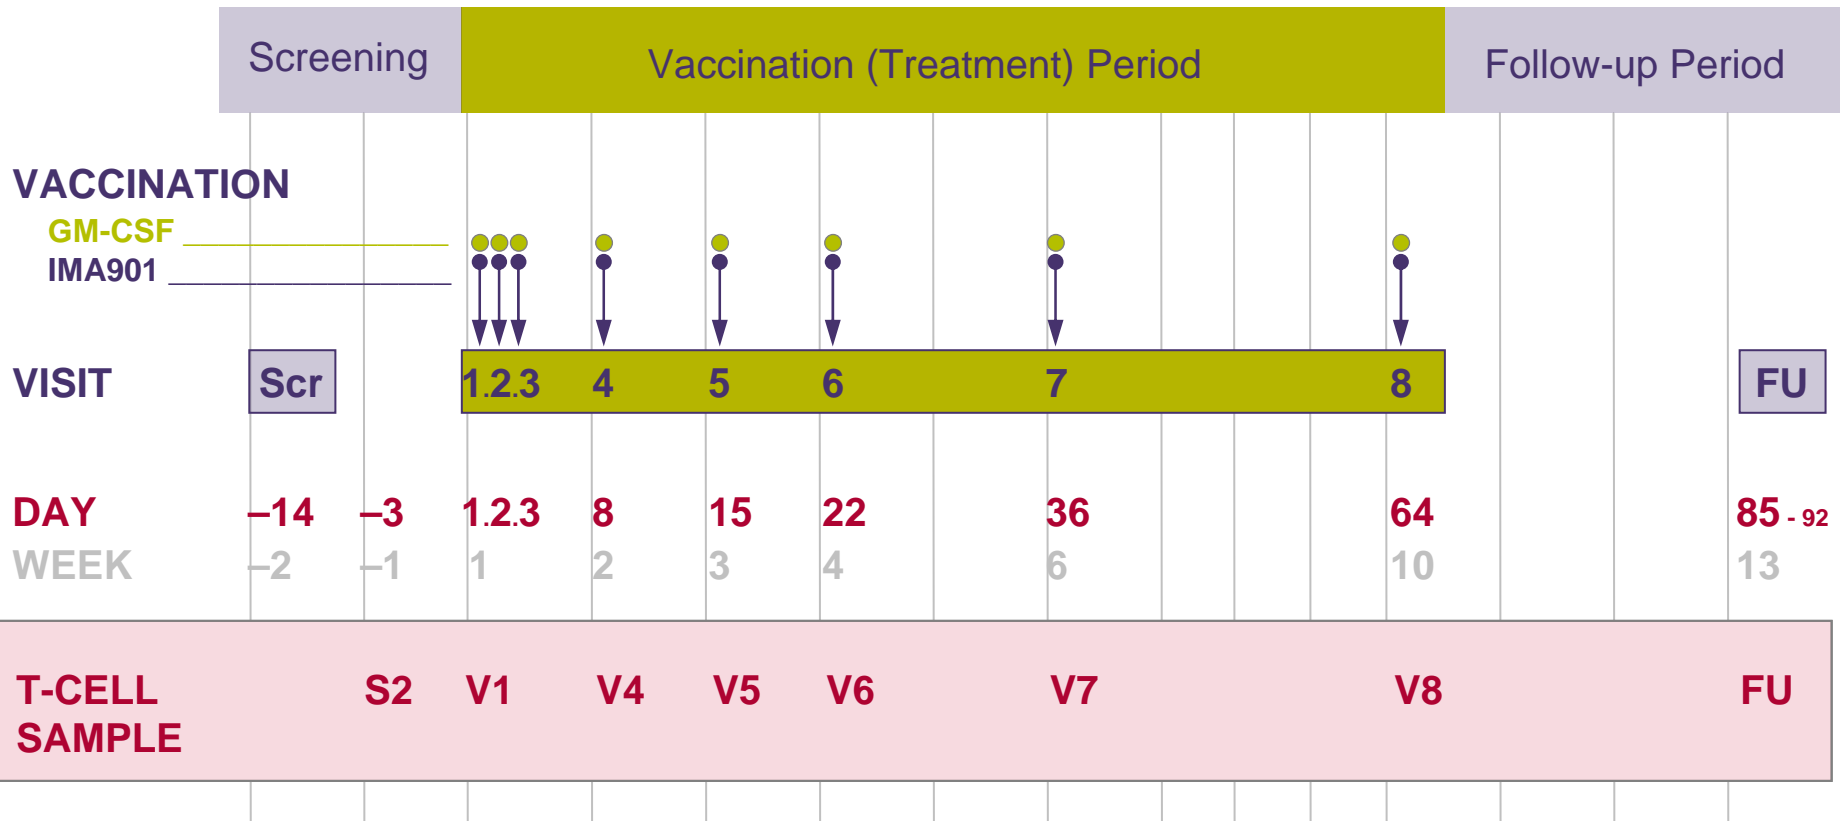 Screening Vaccination (Treatment) Period Follow-up Period
VACCINATION
GM-CSF
IMA901
VISIT Scr 1.2.3 4 5 6 7 8 FU
DAY –14 –3 1.2.3 8 15 22 36 64 85 - 92
WEEK –2 –1 1 2 3 4 6 10 13
T-CELL S2 V1 V4 V5 V6 V7 V8 FU
SAMPLE